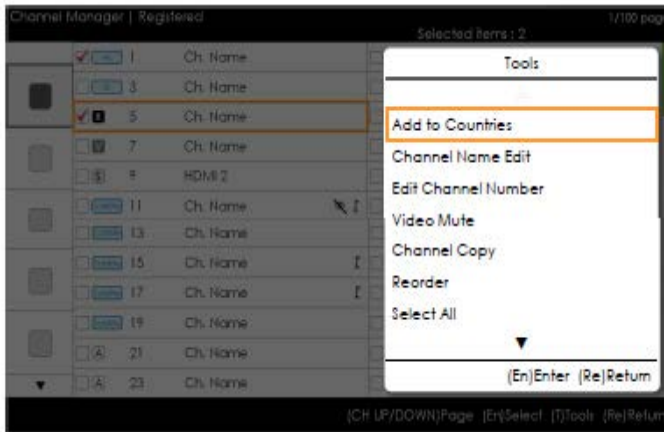 Channel Manager | Registered
1/100 pag
Selected items : 2
1 Ch. Name
3 Ch. Name
5 Ch. Name
7 Ch. Name
9 HDMI 2
11 Ch. Name
13 Ch. Name
15 Ch. Name
17 Ch. Name
19 Ch. Name
A 21 Ch. Name
A 23 Ch. Name
Tools
Add to Countries
Channel Name Edit
Edit Channel Number
Video Mute
Channel Copy
Reorder
Select All
▼
(En)Enter (Re)Return
(CH UP/DOWN)Page (En)Select (T)Tools (Re)Return